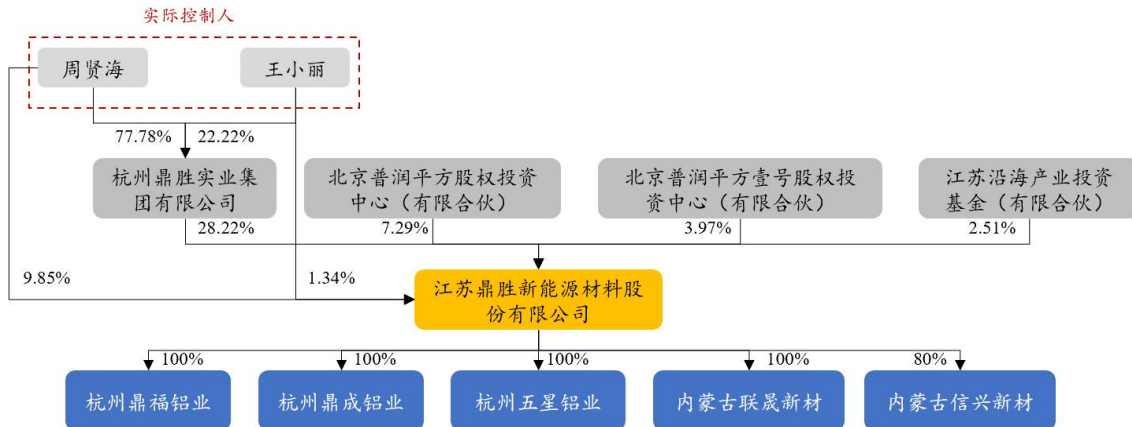 实际控制人
周贤海
王小丽
77.78%
22.22%
杭州鼎胜实业集
团有限公司
北京普润平方股权投资
中心（有限合伙）
北京普润平方壹号股权投
资中心（有限合伙）
江苏沿海产业投资
基金（有限合伙）
28.22%
7.29%
3.97%
2.51%
9.85%
1.34%
江苏鼎胜新能源材料股
份有限公司
100%
100%
100%
100%
80%
杭州鼎福铝业
杭州鼎成铝业
杭州五星铝业
内蒙古联晟新材
内蒙古信兴新材